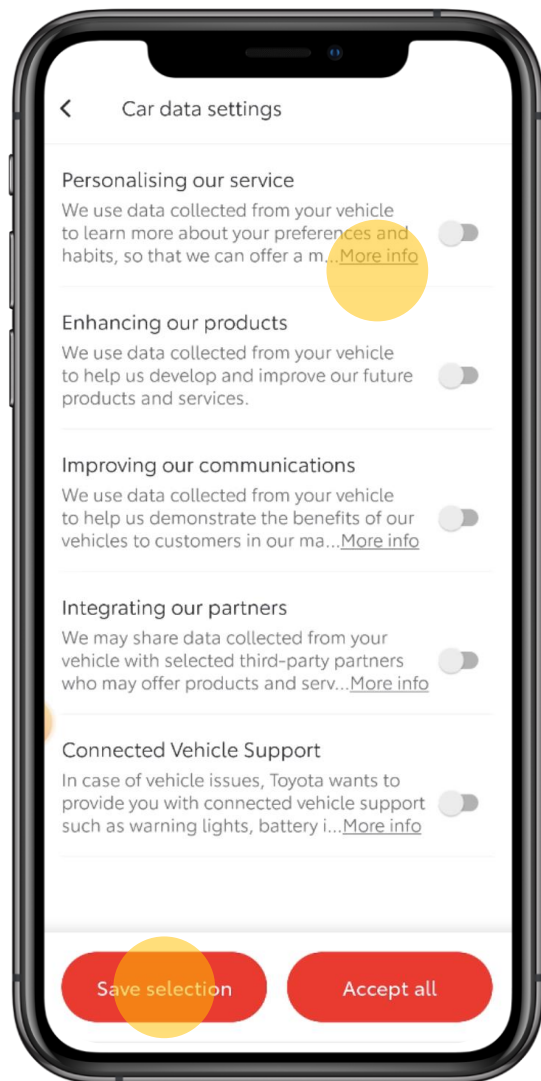 Car data settings
Personalising our service
We use data collected from your vehicle
to learn more about your preferences and
habits, so that we can offer a m...More info
Enhancing our products
We use data collected from your vehicle
to help us develop and improve our future
products and services.
Improving our communications
We use data collected from your vehicle
to help us demonstrate the benefits of our
vehicles to customers in our ma...More info
Integrating our partners
We may share data collected from your
vehicle with selected third-party partners
who may offer products and serv...More info
Connected Vehicle Support
In case of vehicle issues, Toyota wants to
provide you with connected vehicle support
such as warning lights, battery i...More info
Save selection
Accept all